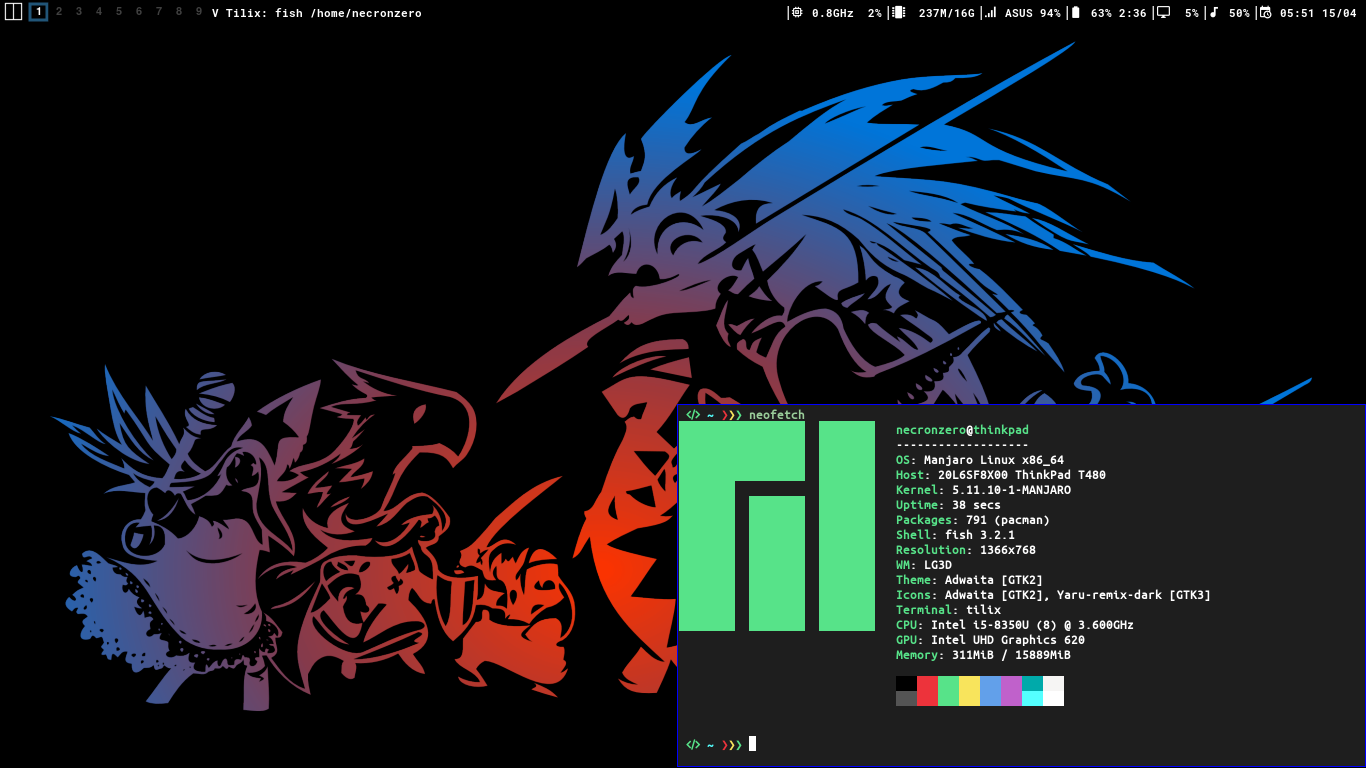 1 2 3 4 5 6 7 8 9 V Tilix: fish /home/necronzero 0.8GHz 2% 237M/16G ASUS 94% 63% 2:36 5% 50% 05:51 15/04
</> ~ ❯❯❯ neofetch
necronzero@thinkpad
-------------------
OS: Manjaro Linux x86_64
Host: 20L6SF8X00 ThinkPad T480
Kernel: 5.11.10-1-MANJARO
Uptime: 38 secs
Packages: 791 (pacman)
Shell: fish 3.2.1
Resolution: 1366x768
WM: LG3D
Theme: Adwaita [GTK2]
Icons: Adwaita [GTK2], Yaru-remix-dark [GTK3]
Terminal: tilix
CPU: Intel i5-8350U (8) @ 3.600GHz
GPU: Intel UHD Graphics 620
Memory: 311MiB / 15889MiB
</> ~ ❯❯❯